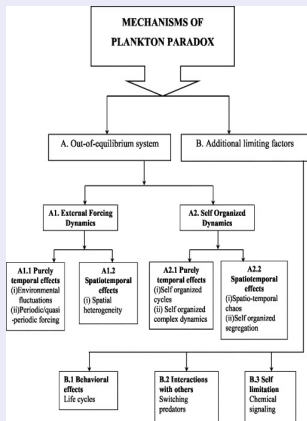 MECHANISMS OF
PLANKTON PARADOX
A. Out-of-equilibrium system
B. Additional limiting factors
A1. External Forcing
Dynamics
A2. Self Organized
Dynamics
A1.1 Purely
temporal effects
(i)Environmental
fluctuations
(ii)Periodic/quasi
-periodic forcing
A1.2
Spatiotemporal
effects
(i) Spatial
heterogeneity
A2.1 Purely
temporal effects
(i)Self organized
cycles
(ii) Self organized
complex dynamics
A2.2
Spatiotemporal
effects
(i)Spatio-temporal
chaos
(ii)Self organized
segregation
B.1 Behavioral
effects
Life cycles
B.2 Interactions
with others
Switching
predators
B.3 Self
limitation
Chemical
signaling